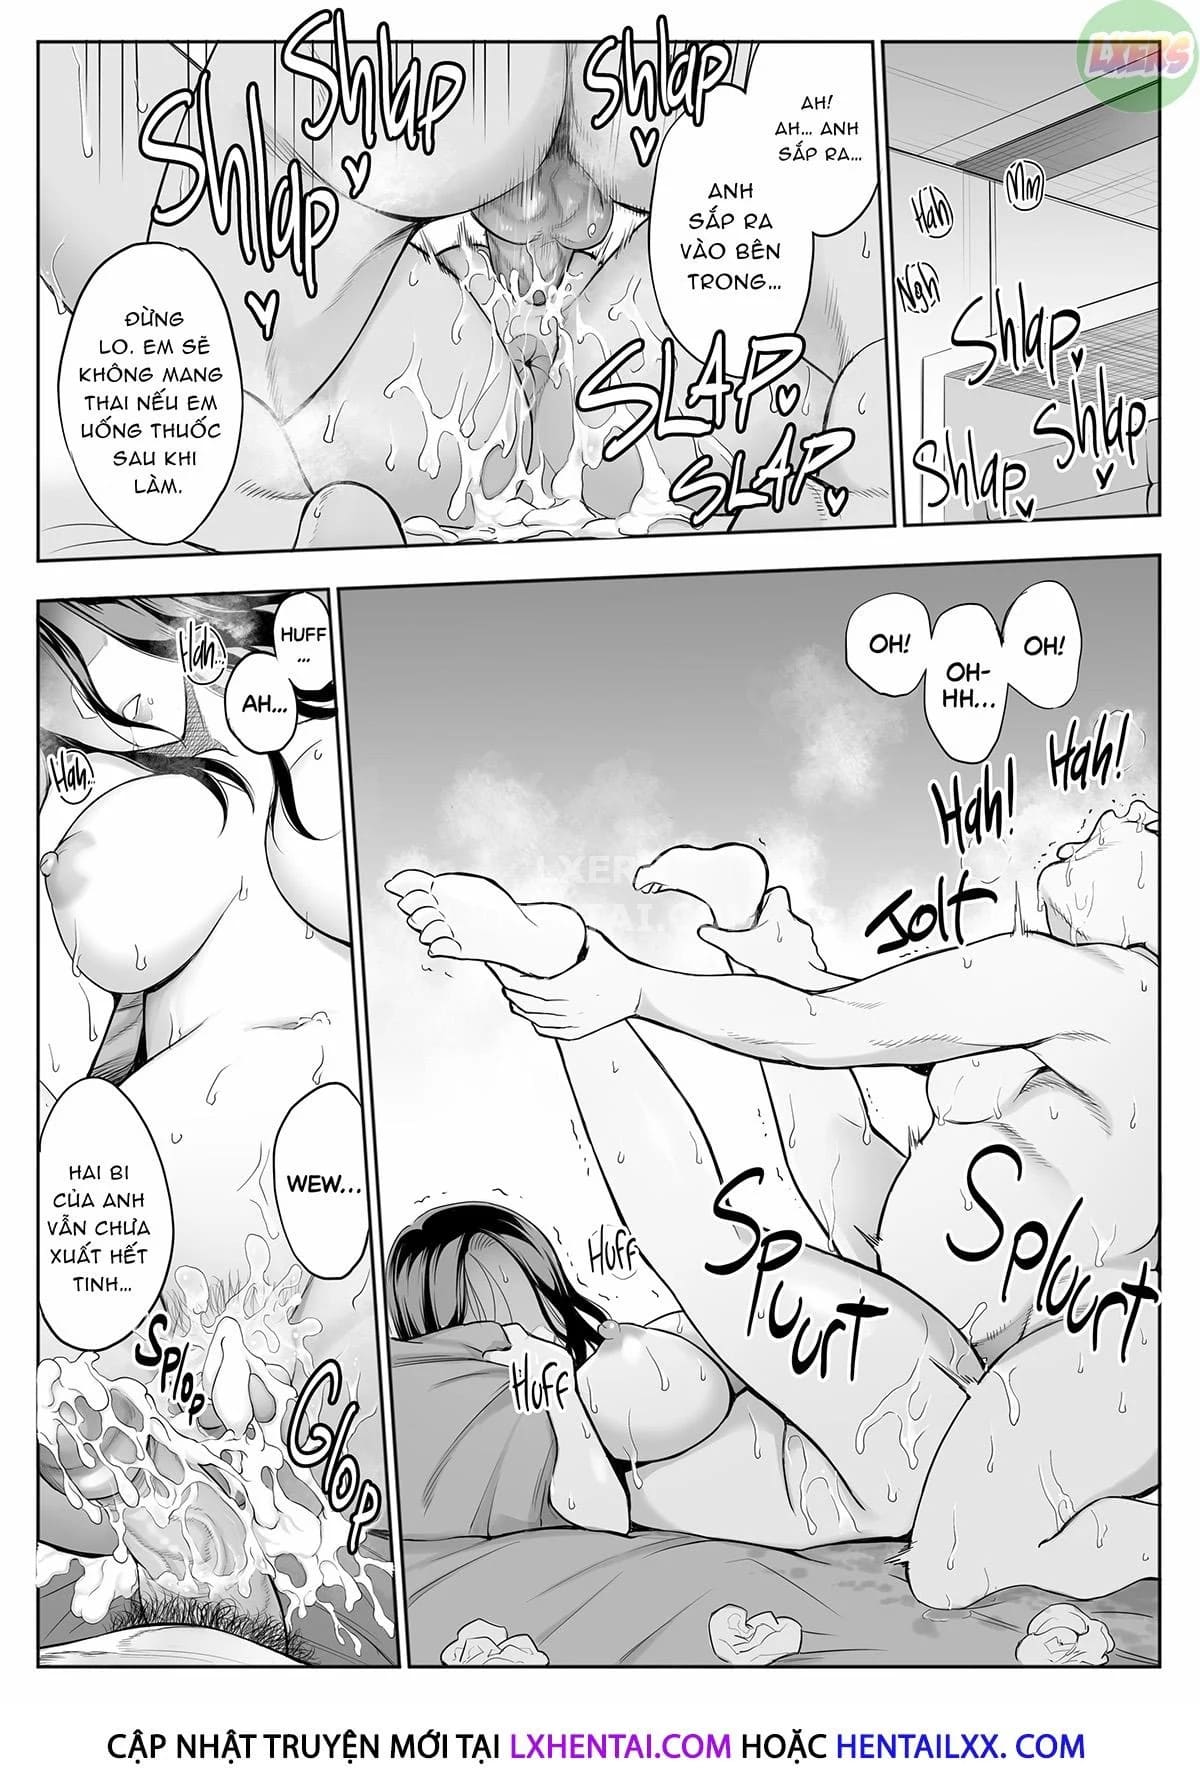 LXERS
Mm
Hah
Ngh
Shlap
Shlap
Shlap
AH!
AH... ANH
SẮP RA...
ANH
SẮP RA
VÀO BÊN
TRONG...
Shlap
Shlap
Shlap
Shlap
SLAP
SLAP
ĐỪNG
LO. EM SẼ
KHÔNG MANG
THAI NẾU EM
UỐNG THUỐC
SAU KHI
LÀM.
OH!
OH-
HH...
OH!
Hah!
Hah!
Jolt
Spluurt
Spuurt
HUFF
HUFF
HUFF
...
AH...
Hah...
Hah...
WEW...
HAI BI
CỦA ANH
VẪN CHƯA
XUẤT HẾT
TINH...
Splop
Glop
CẬP NHẬT TRUYỆN MỚI TẠI LXHENTAI.COM HOẶC HENTAILXX. COM